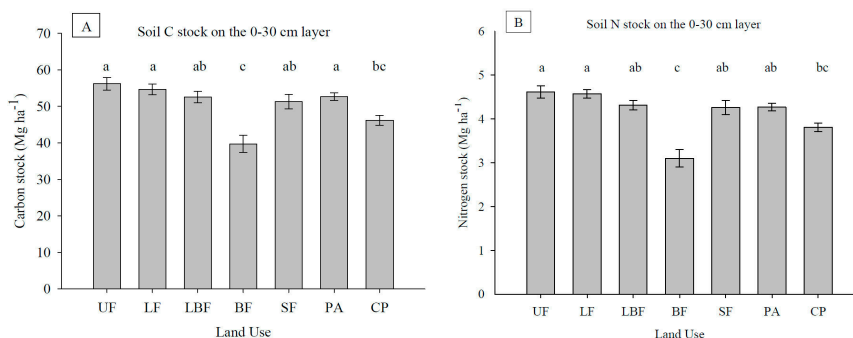 A
Soil C stock on the 0-30 cm layer
70
60
50
40
30
20
10
0
Carbon stock (Mg ha⁻¹)
a a ab c ab a bc
UF LF LBF BF SF PA CP
Land Use
B
Soil N stock on the 0-30 cm layer
6
5
4
3
2
1
0
Nitrogen stock (Mg ha⁻¹)
a a ab c ab ab bc
UF LF LBF BF SF PA CP
Land Use